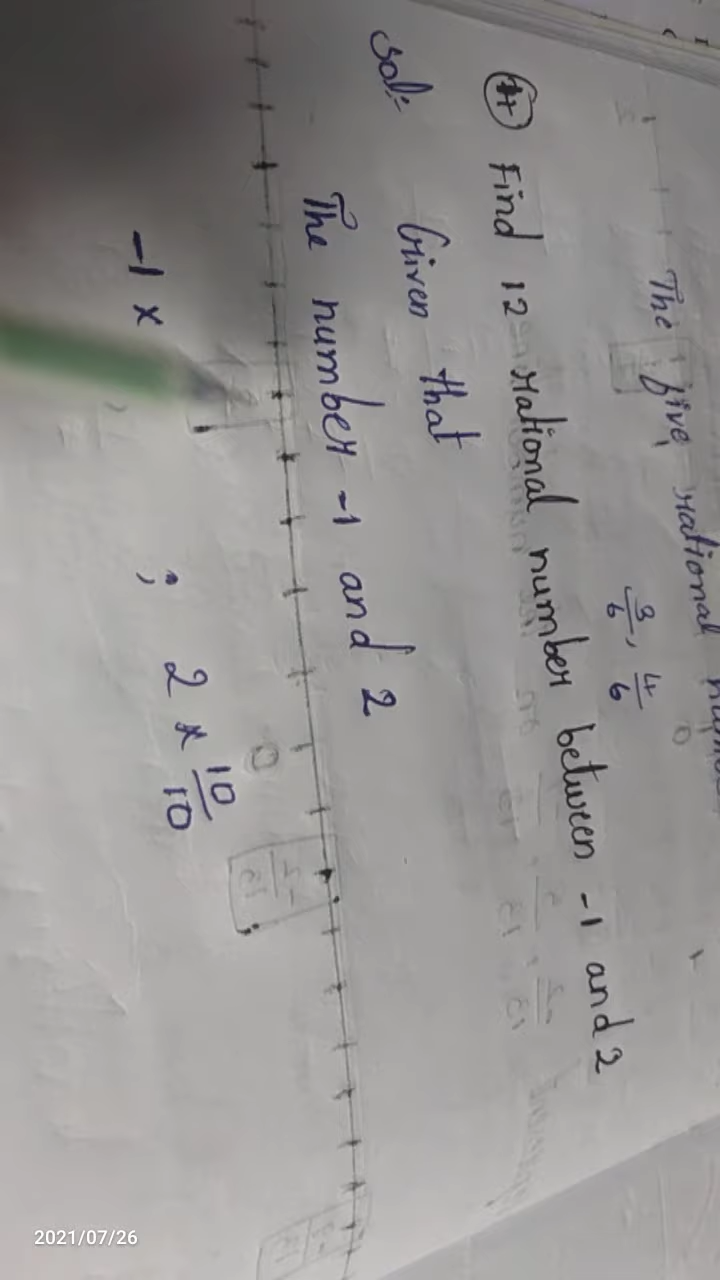 The five rational
3/6, 4/6
4 Find 12 rational number between -1 and 2
Sol:- Given that
The number -1 and 2
-1 × ; 2 × 10/10
2021/07/26